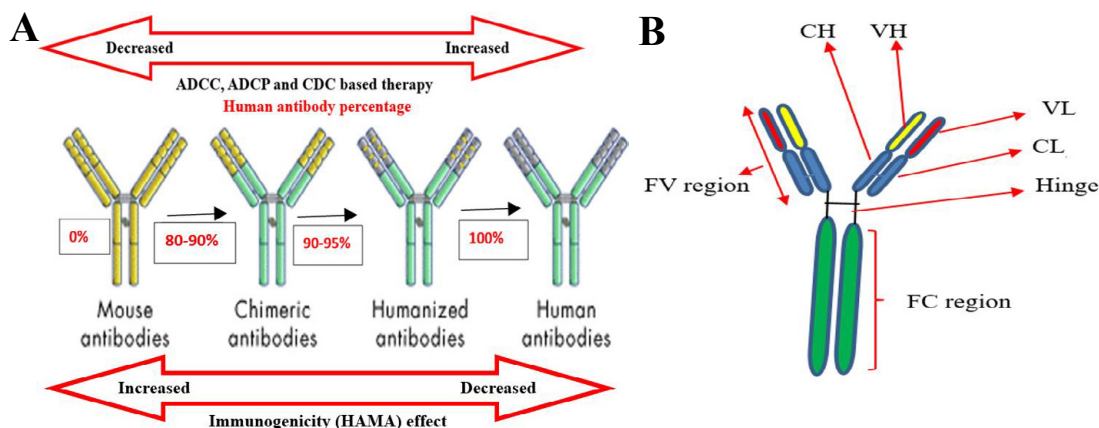 A
Decreased
Increased
ADCC, ADCP and CDC based therapy
Human antibody percentage
0%
80-90%
90-95%
100%
Mouse
antibodies
Chimeric
antibodies
Humanized
antibodies
Human
antibodies
Increased
Decreased
Immunogenicity (HAMA) effect
B
CH
VH
VL
CL
FV region
Hinge
FC region